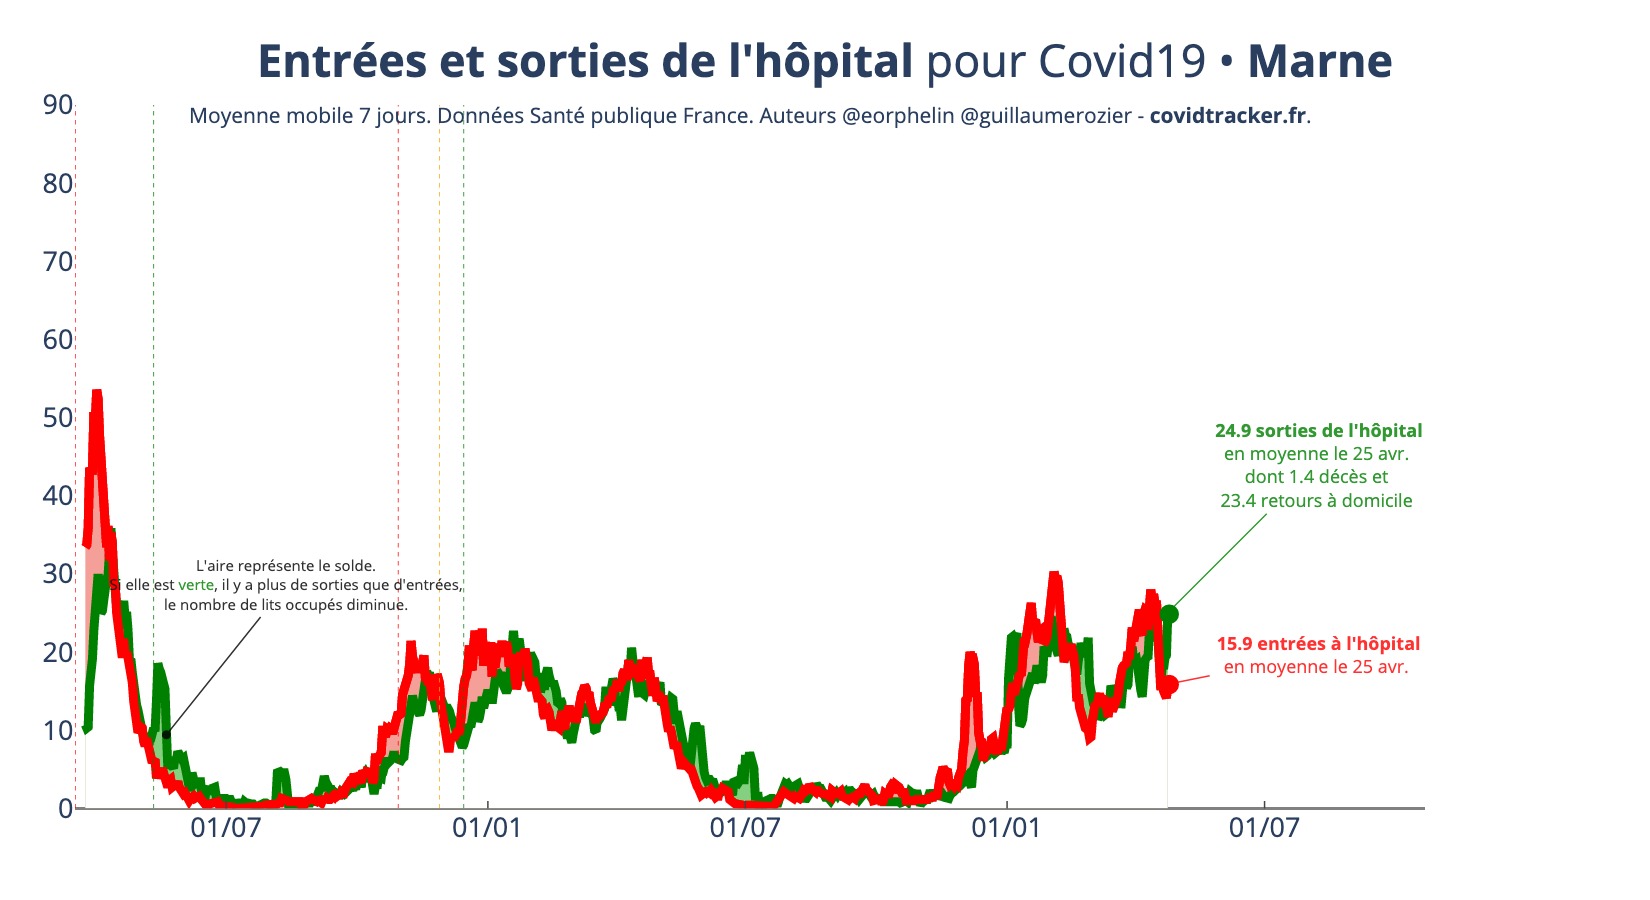 Entrées et sorties de l'hôpital pour Covid19 • Marne
Moyenne mobile 7 jours. Données Santé publique France. Auteurs @eorphelin @guillaumerozier - covidtracker.fr.
90
80
70
60
50
40
30
20
10
0
L'aire représente le solde.
Si elle est verte, il y a plus de sorties que d'entrées,
le nombre de lits occupés diminue.
24.9 sorties de l'hôpital
en moyenne le 25 avr.
dont 1.4 décès et
23.4 retours à domicile
15.9 entrées à l'hôpital
en moyenne le 25 avr.
01/07 01/01 01/07 01/01 01/07